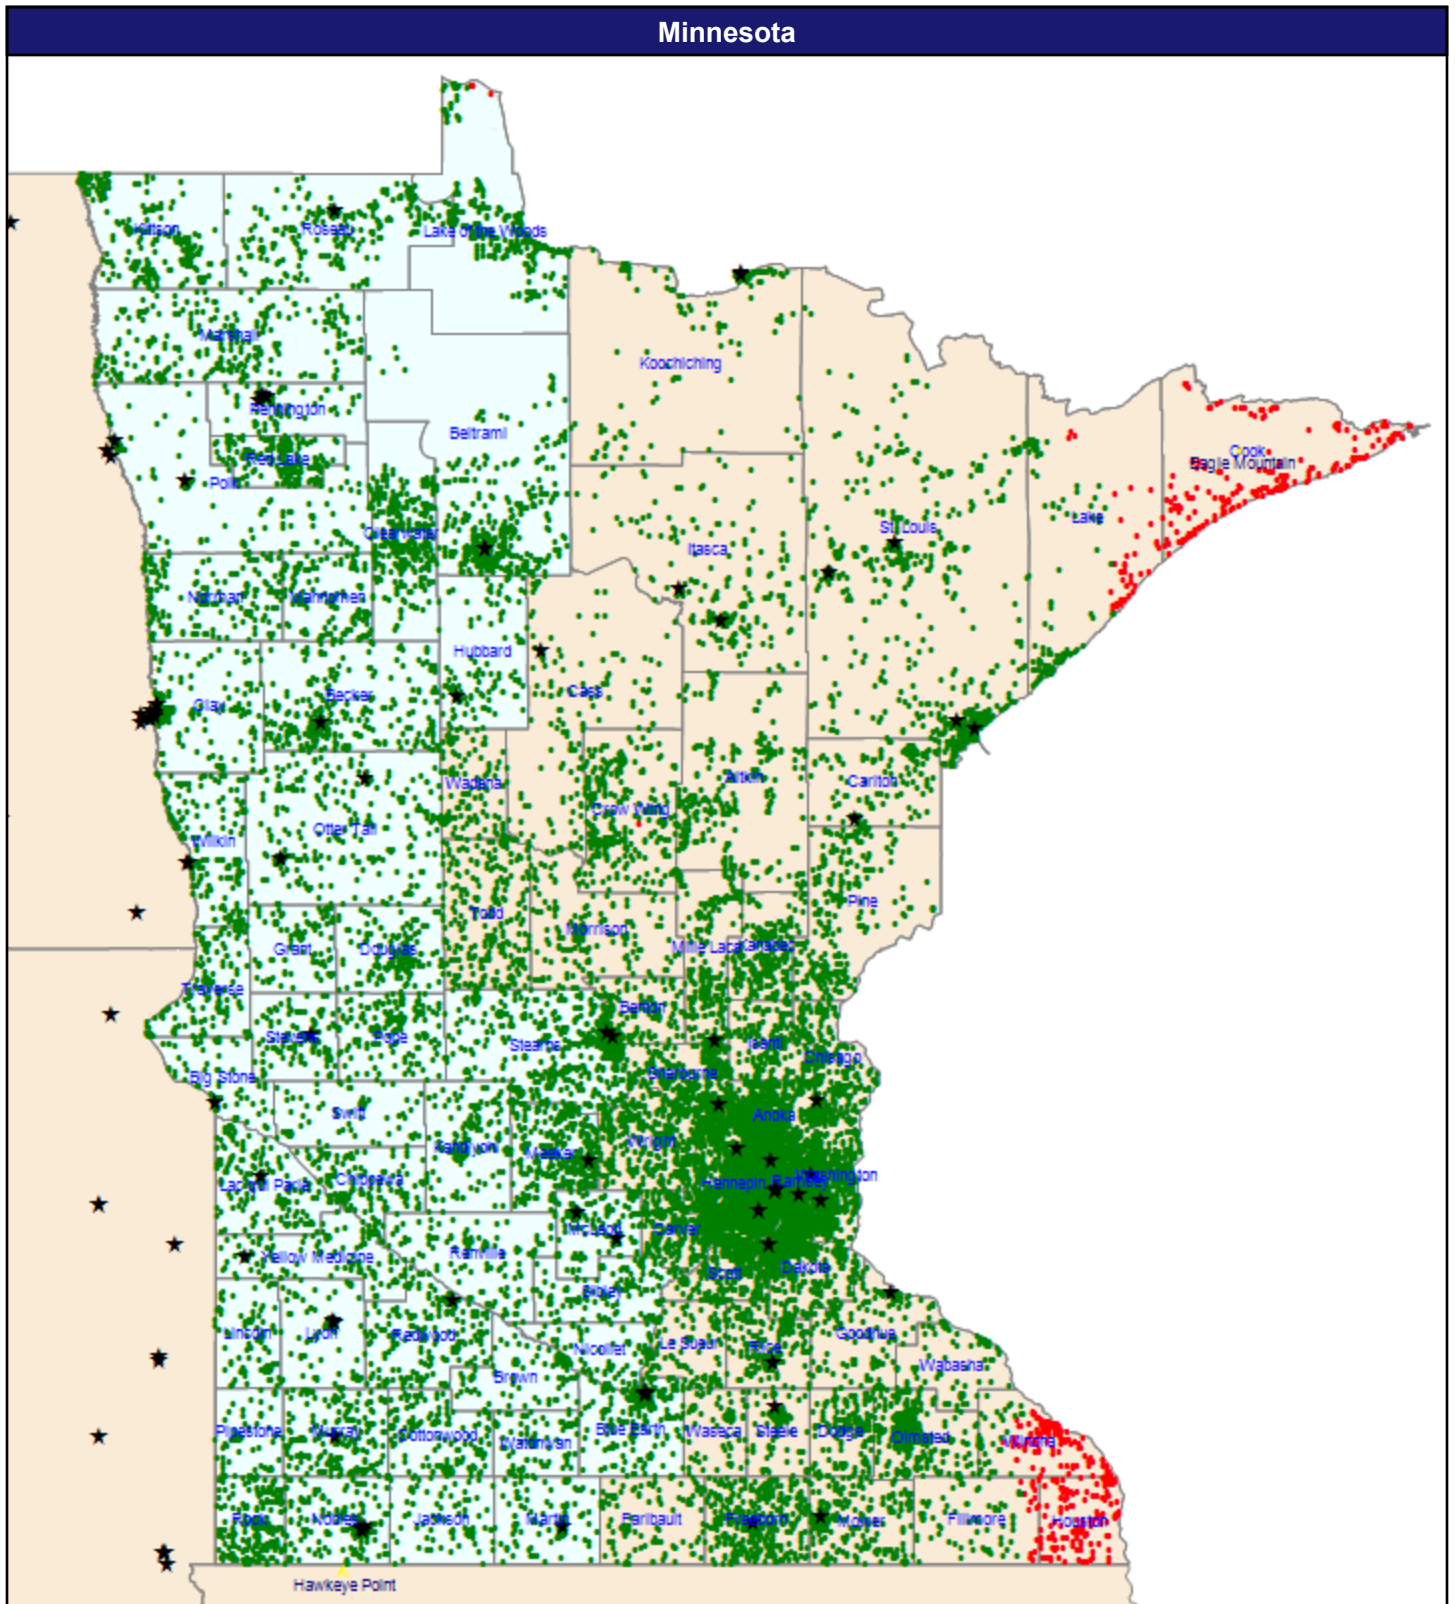 Minnesota
Kittson
Roseau
Lake of the Woods
Marshall
Koochiching
Pennington
Beltrami
Red Lake
Polk
Cook
Eagle Mountain
Lake
Clearwater
St. Louis
Itasca
Norman
Mahnomen
Hubbard
Cass
Becker
Clay
Aitkin
Carlton
Wadena
Crow Wing
Otter Tail
Wilkin
Pine
Todd
Morrison
Grant
Douglas
Mille Lacs
Kanabec
Traverse
Benton
Stevens
Pope
Stearns
Isanti
Chisago
Big Stone
Sherburne
Swift
Anoka
Wright
Kandiyohi
Meeker
Lac qui Parle
Chippewa
Hennepin
Ramsey
Washington
McLeod
Carver
Yellow Medicine
Renville
Scott
Dakota
Sibley
Lincoln
Lyon
Redwood
Nicollet
Le Sueur
Rice
Goodhue
Wabasha
Brown
Pipestone
Murray
Cottonwood
Watonwan
Blue Earth
Waseca
Steele
Dodge
Olmsted
Winona
Rock
Nobles
Jackson
Martin
Faribault
Freeborn
Mower
Fillmore
Houston
Hawkeye Point